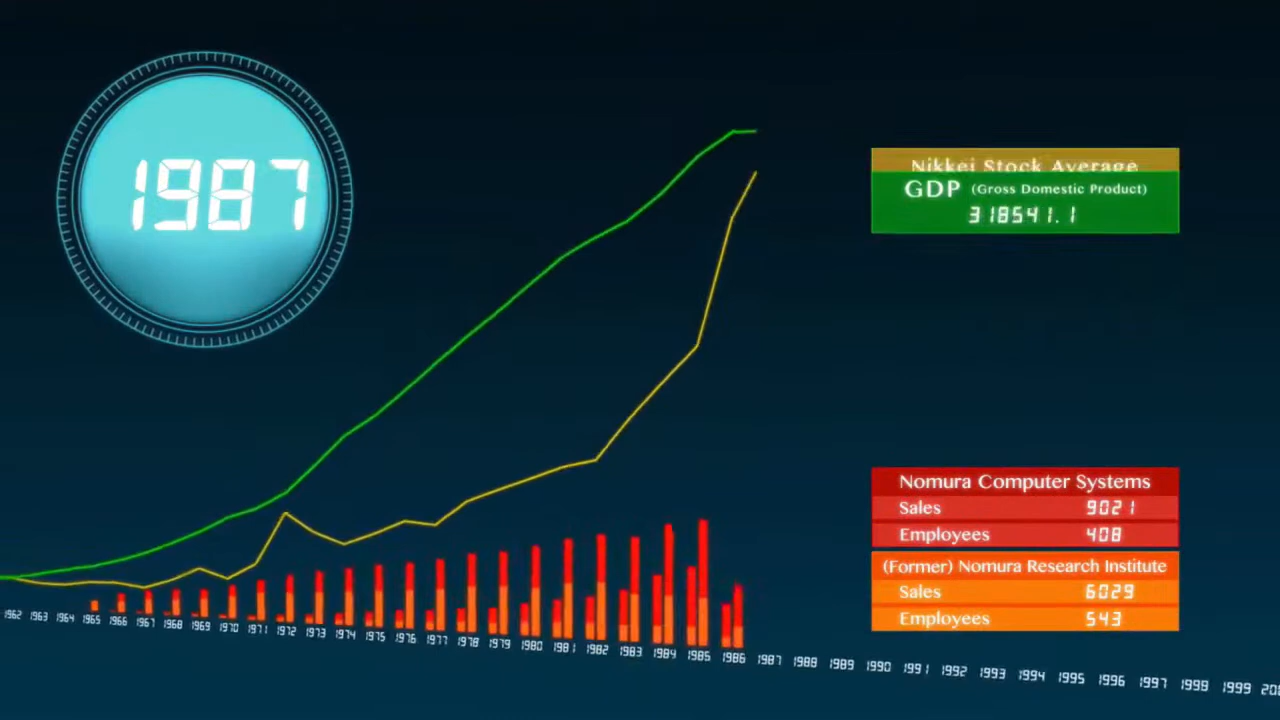 1987
Nikkei Stock Average
GDP (Gross Domestic Product)
318541.1
Nomura Computer Systems
Sales 9021
Employees 408
(Former) Nomura Research Institute
Sales 6029
Employees 543
1962 1963 1964 1965 1966 1967 1968 1969 1970 1971 1972 1973 1974 1975 1976 1977 1978 1979 1980 1981 1982 1983 1984 1985 1986 1987 1988 1989 1990 1991 1992 1993 1994 1995 1996 1997 1998 1999